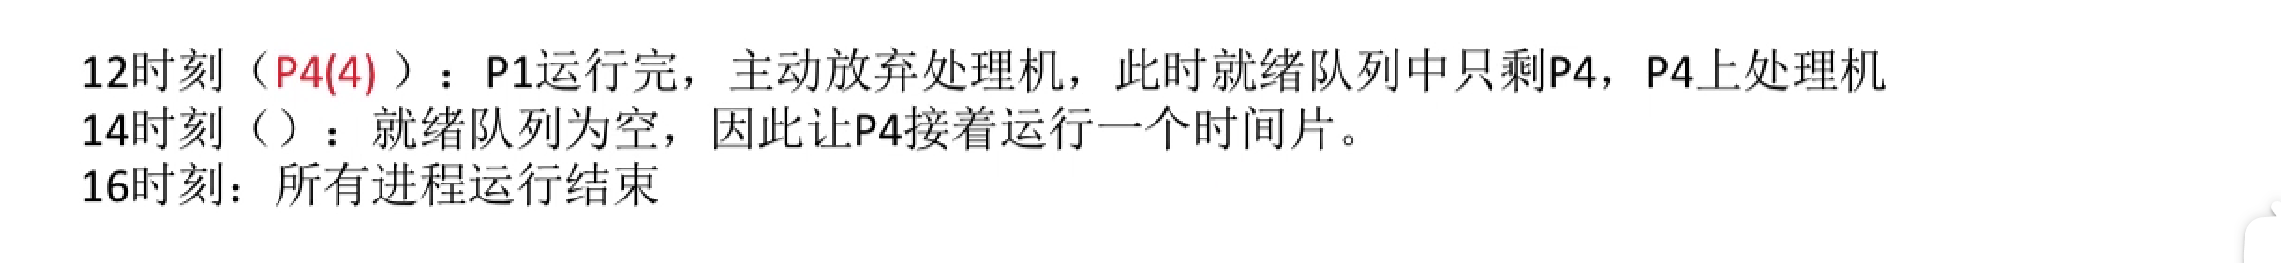 12时刻（P4(4) ）：P1运行完，主动放弃处理机，此时就绪队列中只剩P4，P4上处理机
14时刻（）：就绪队列为空，因此让P4接着运行一个时间片。
16时刻：所有进程运行结束